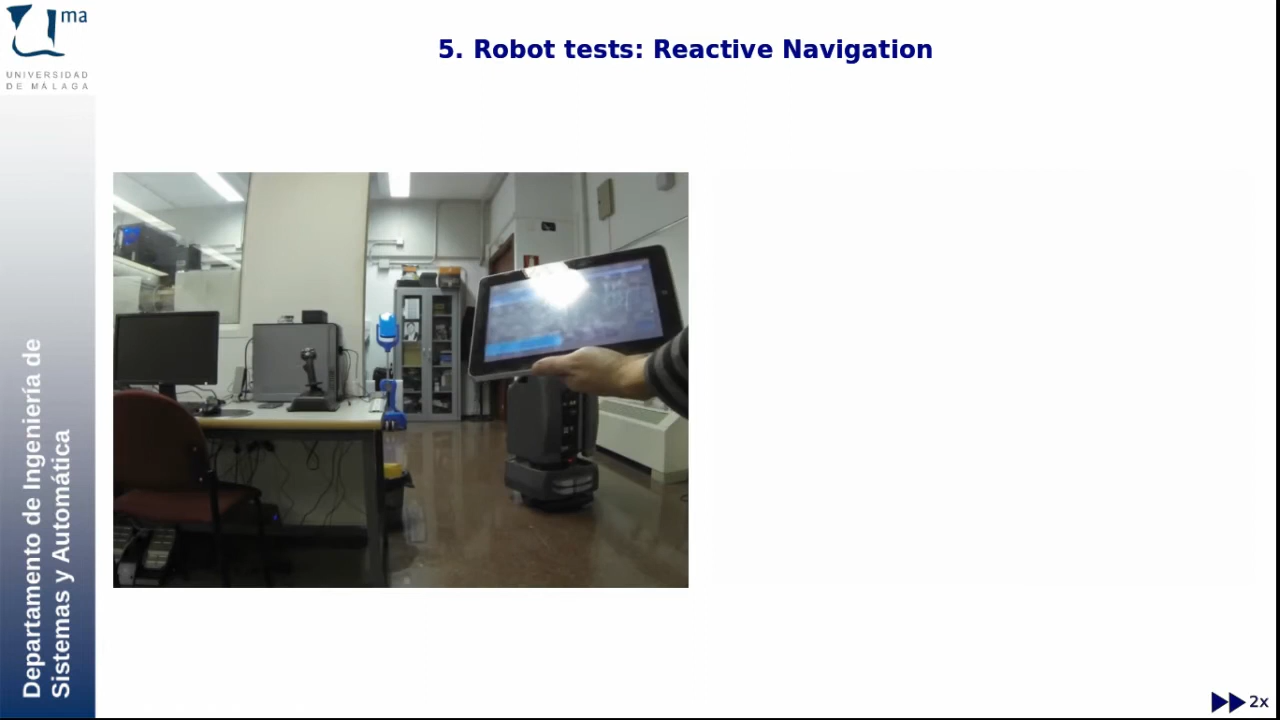 ma
UNIVERSIDAD
DE MÁLAGA
5. Robot tests: Reactive Navigation
Departamento de Ingeniería de
Sistemas y Automática
2x